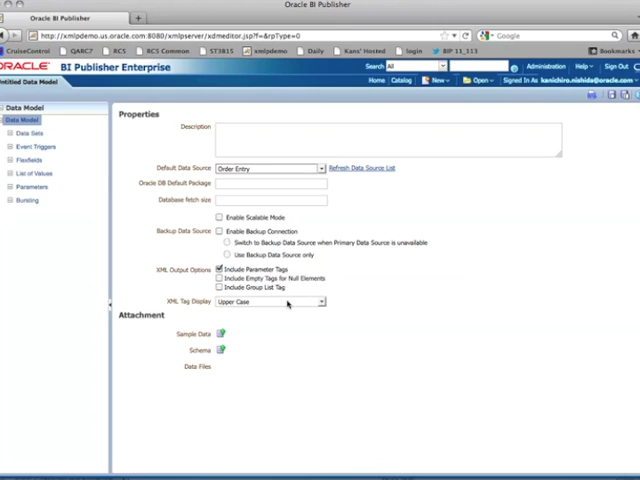 Oracle BI Publisher
Oracle BI Publisher
http://xmlpdemo.us.oracle.com:8080/xmlpserver/xdmeditor.jsp?f=&rpType=0
Google
CruiseControl QARC7 RCS RCS Common ST3B15 xmlpdemo Daily Kans' Hosted login BIP 11_113 Bookmarks
ORACLE BI Publisher Enterprise
Search All
Administration Help Sign Out
Untitled Data Model
Home Catalog New Open Signed In As kanichiro.nishida@oracle.com
Data Model
Data Model
Data Sets
Event Triggers
Flexfields
List of Values
Parameters
Bursting
Properties
Description
Default Data Source Order Entry Refresh Data Source List
Oracle DB Default Package
Database fetch size
Enable Scalable Mode
Backup Data Source Enable Backup Connection
Switch to Backup Data Source when Primary Data Source is unavailable
Use Backup Data Source only
XML Output Options Include Parameter Tags
Include Empty Tags for Null Elements
Include Group List Tag
XML Tag Display Upper Case
Attachment
Sample Data
Schema
Data Files